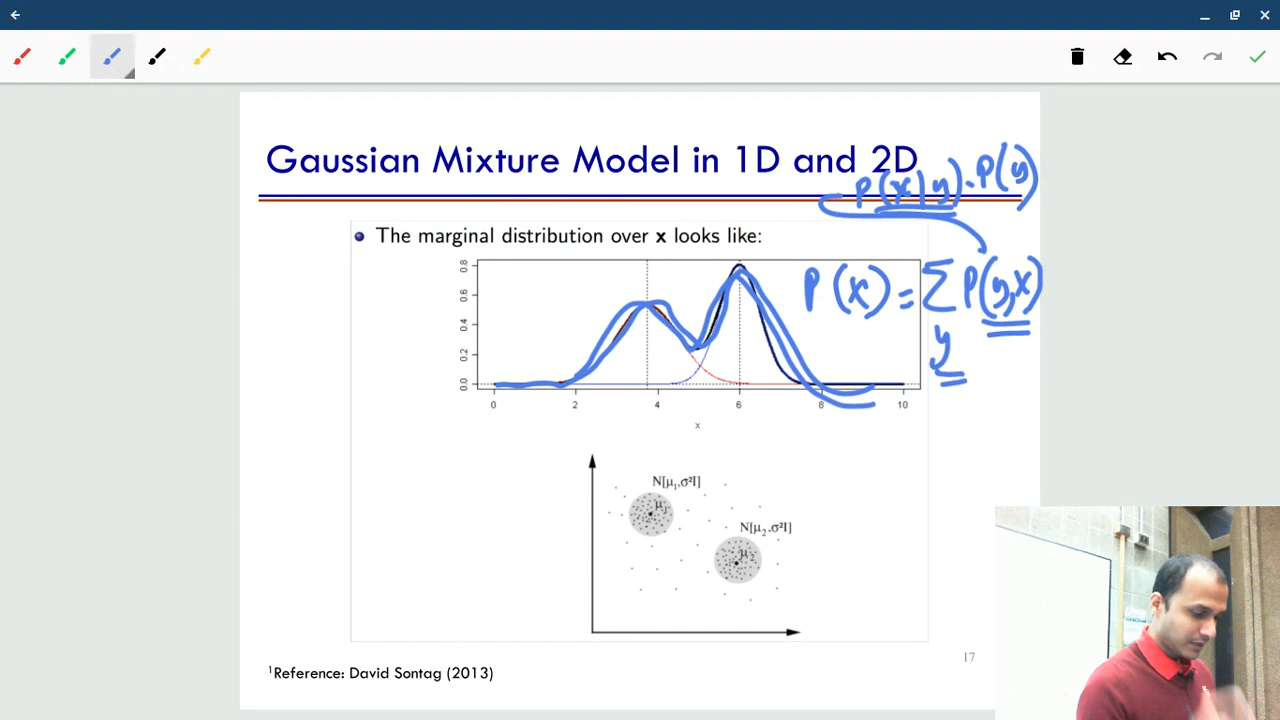 Gaussian Mixture Model in 1D and 2D
P(x|y).P(y)
The marginal distribution over x looks like:
P(x) = ∑ P(y,x)
y
0.8
0.6
0.4
0.2
0.0
0 2 4 6 8 10
x
N[μ₁,σ²I]
μ₁
N[μ₂,σ²I]
μ₂
17
¹Reference: David Sontag (2013)